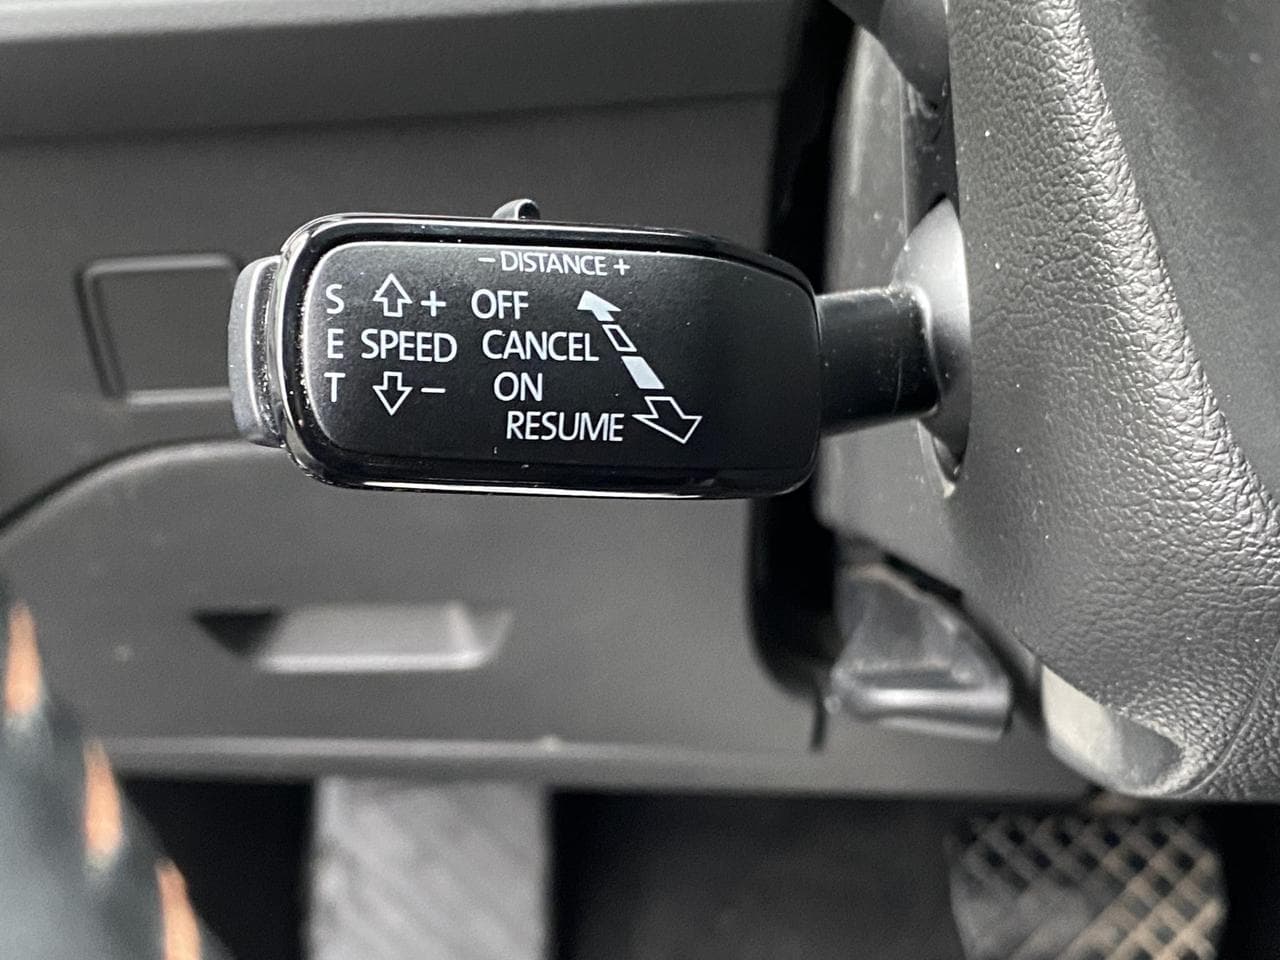 – DISTANCE +
S + OFF
E SPEED CANCEL
T – ON
RESUME